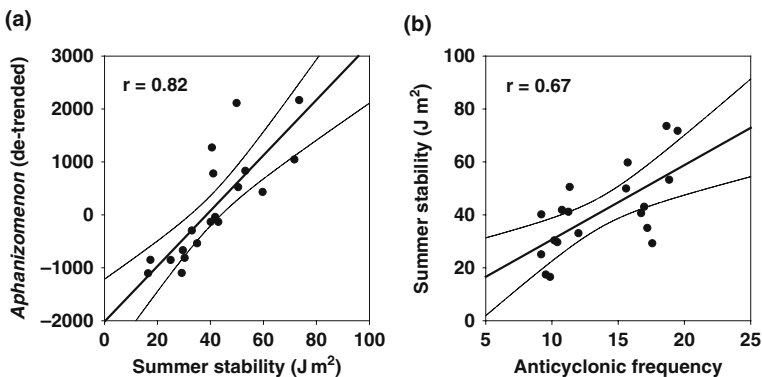 (a)
r = 0.82
Aphanizomenon (de-trended)
3000
2000
1000
0
−1000
−2000
0 20 40 60 80 100
Summer stability (J m²)
(b)
r = 0.67
Summer stability (J m²)
100
80
60
40
20
0
5 10 15 20 25
Anticyclonic frequency